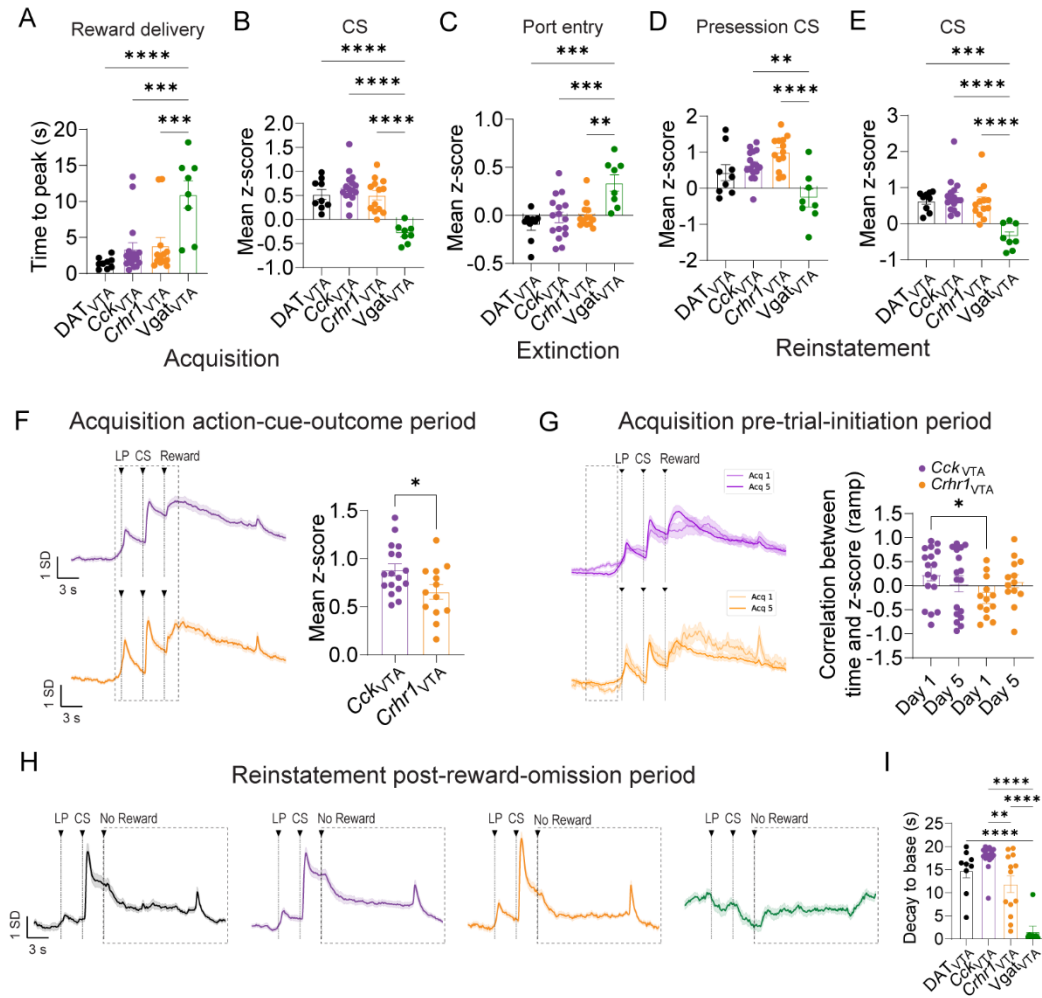 A
Reward delivery
****
***
***
Time to peak (s)
20
15
10
5
0
DATVTA
CckVTA
Crhr1VTA
VgatVTA
B
CS
****
****
****
Mean z-score
1.5
1.0
0.5
0.0
-0.5
-1.0
DATVTA
CckVTA
Crhr1VTA
VgatVTA
Acquisition
C
Port entry
***
***
**
Mean z-score
1.0
0.5
0.0
-0.5
DATVTA
CckVTA
Crhr1VTA
VgatVTA
Extinction
D
Presession CS
**
****
Mean z-score
2
1
0
-1
-2
DATVTA
CckVTA
Crhr1VTA
VgatVTA
E
CS
***
****
****
Mean z-score
3
2
1
0
-1
DATVTA
CckVTA
Crhr1VTA
VgatVTA
Reinstatement
F
Acquisition action-cue-outcome period
LP CS Reward
1 SD
3 s
1 SD
3 s
*
Mean z-score
1.5
1.0
0.5
0.0
CckVTA
Crhr1VTA
G
Acquisition pre-trial-initiation period
LP CS Reward
Acq 1
Acq 5
Acq 1
Acq 5
1 SD
3 s
1 SD
3 s
CckVTA
Crhr1VTA
*
Correlation between
time and z-score (ramp)
1.5
1.0
0.5
0.0
-0.5
-1.0
-1.5
Day 1
Day 5
Day 1
Day 5
H
Reinstatement post-reward-omission period
LP CS No Reward
LP CS No Reward
LP CS No Reward
LP CS No Reward
1 SD
3 s
I
****
****
**
****
Decay to base (s)
25
20
15
10
5
0
DATVTA
CckVTA
Crhr1VTA
VgatVTA